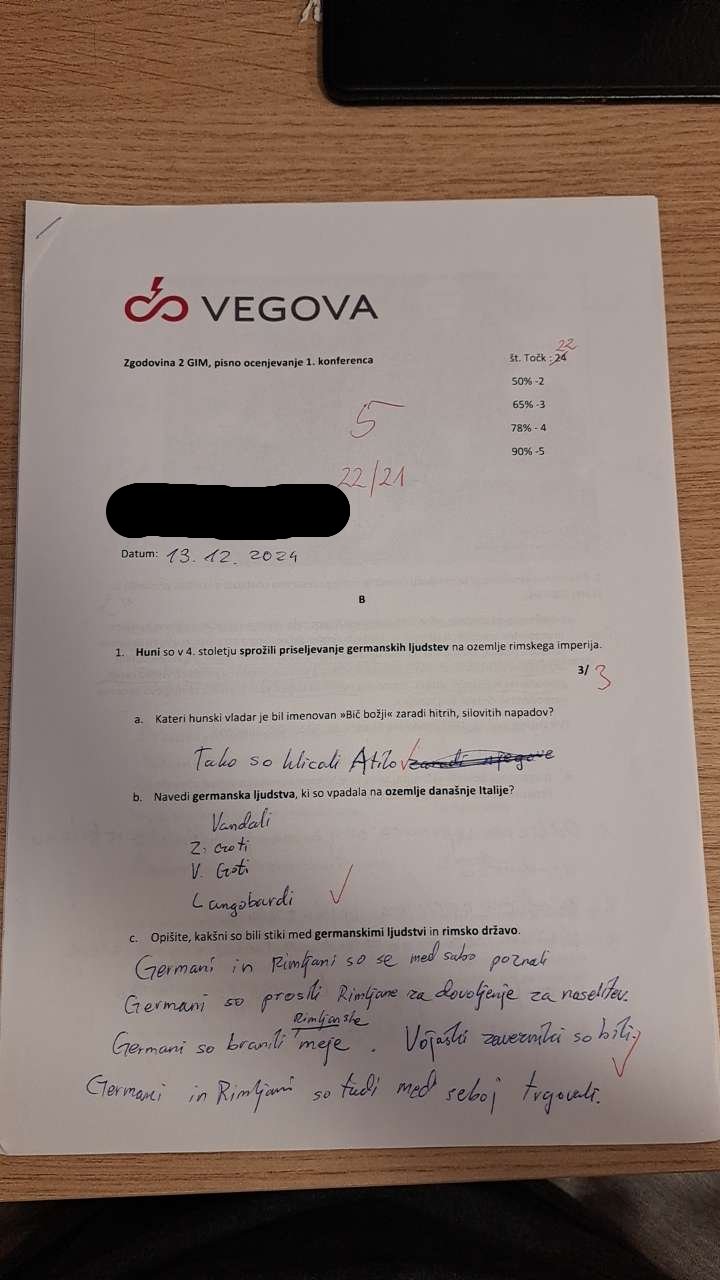 VEGOVA
Zgodovina 2 GIM, pisno ocenjevanje 1. konferenca
št. Točk : 24 22
50% -2
65% -3
78% - 4
90% -5
5
22/21
Datum: 13. 12. 2024
B
1. Huni so v 4. stoletju sprožili priseljevanje germanskih ljudstev na ozemlje rimskega imperija.
3/ 3
a. Kateri hunski vladar je bil imenovan »Bič božji« zaradi hitrih, silovitih napadov?
Tako so klicali Atilo zaradi njegove
b. Navedi germanska ljudstva, ki so vpadala na ozemlje današnje Italije?
Vandali
Z. Goti
V. Goti
Langobardi
c. Opišite, kakšni so bili stiki med germanskimi ljudstvi in rimsko državo.
Germani in Rimljani so se med sabo poznali
Germani so prosili Rimljane za dovoljenje za naselitev.
Rimljanske
Germani so branili meje. Vojaški zavezniki so bili.
Germani in Rimljani so tudi med seboj trgovali.